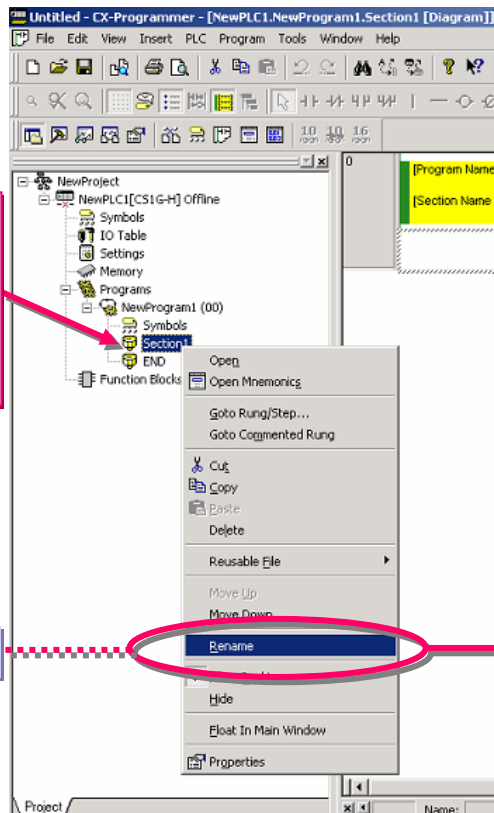 Untitled - CX-Programmer - [NewPLC1.NewProgram1.Section1 [Diagram]]
File Edit View Insert PLC Program Tools Window Help
10 10 16
0
[Program Name
[Section Name
NewProject
NewPLC1[CS1G-H] Offline
Symbols
IO Table
Settings
Memory
Programs
NewProgram1 (00)
Symbols
Section1
END
Function Blocks
Open
Open Mnemonics
Goto Rung/Step...
Goto Commented Rung
Cut
Copy
Paste
Delete
Reusable File
Move Up
Move Down
Rename
Hide
Float In Main Window
Properties
Project
Name: